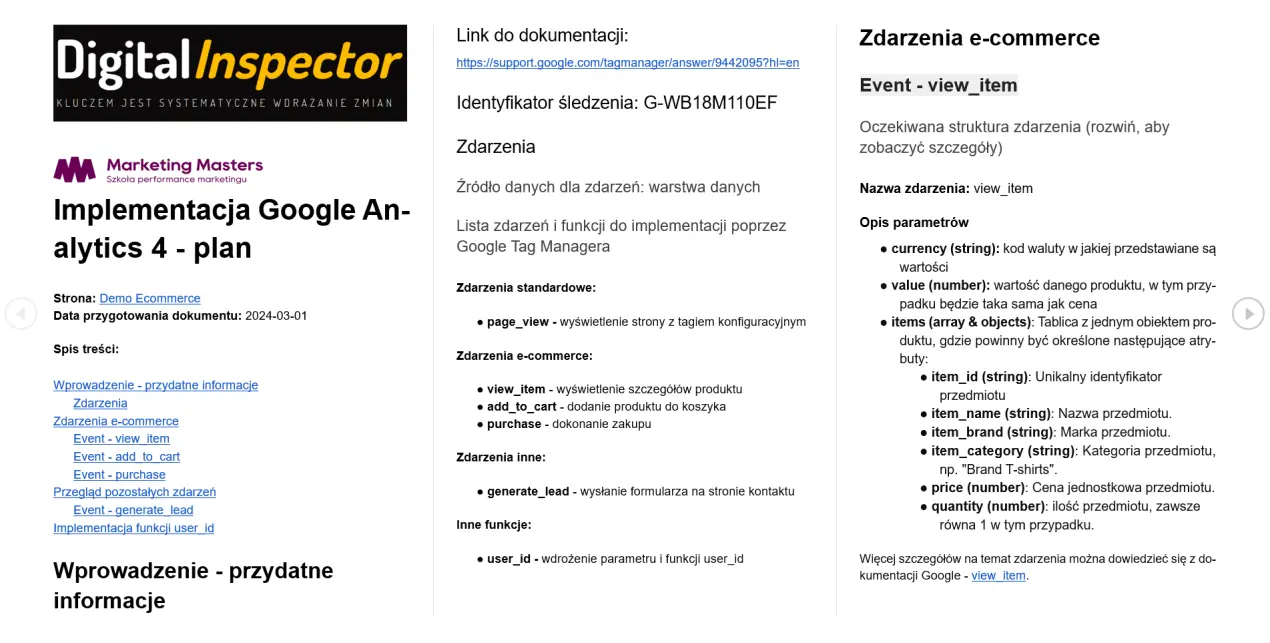 DigitalInspector
KLUCZEM JEST SYSTEMATYCZNE WDRAŻANIE ZMIAN
Marketing Masters
Szkoła performance marketingu
Implementacja Google An-
alytics 4 - plan
Strona: Demo Ecommerce
Data przygotowania dokumentu: 2024-03-01
Spis treści:
Wprowadzenie - przydatne informacje
Zdarzenia
Zdarzenia e-commerce
Event - view_item
Event - add_to_cart
Event - purchase
Przegląd pozostałych zdarzeń
Event - generate_lead
Implementacja funkcji user_id
Wprowadzenie - przydatne
informacje
Link do dokumentacji:
https://support.google.com/tagmanager/answer/9442095?hl=en
Identyfikator śledzenia: G-WB18M110EF
Zdarzenia
Źródło danych dla zdarzeń: warstwa danych
Lista zdarzeń i funkcji do implementacji poprzez
Google Tag Managera
Zdarzenia standardowe:
● page_view - wyświetlenie strony z tagiem konfiguracyjnym
Zdarzenia e-commerce:
● view_item - wyświetlenie szczegółów produktu
● add_to_cart - dodanie produktu do koszyka
● purchase - dokonanie zakupu
Zdarzenia inne:
● generate_lead - wysłanie formularza na stronie kontaktu
Inne funkcje:
● user_id - wdrożenie parametru i funkcji user_id
Zdarzenia e-commerce
Event - view_item
Oczekiwana struktura zdarzenia (rozwiń, aby
zobaczyć szczegóły)
Nazwa zdarzenia: view_item
Opis parametrów
● currency (string): kod waluty w jakiej przedstawiane są
wartości
● value (number): wartość danego produktu, w tym przy-
padku będzie taka sama jak cena
● items (array & objects): Tablica z jednym obiektem pro-
duktu, gdzie powinny być określone następujące atry-
buty:
● item_id (string): Unikalny identyfikator
przedmiotu
● item_name (string): Nazwa przedmiotu.
● item_brand (string): Marka przedmiotu.
● item_category (string): Kategoria przedmiotu,
np. "Brand T-shirts".
● price (number): Cena jednostkowa przedmiotu.
● quantity (number): ilość przedmiotu, zawsze
równa 1 w tym przypadku.
Więcej szczegółów na temat zdarzenia można dowiedzieć się z do-
kumentacji Google - view_item.